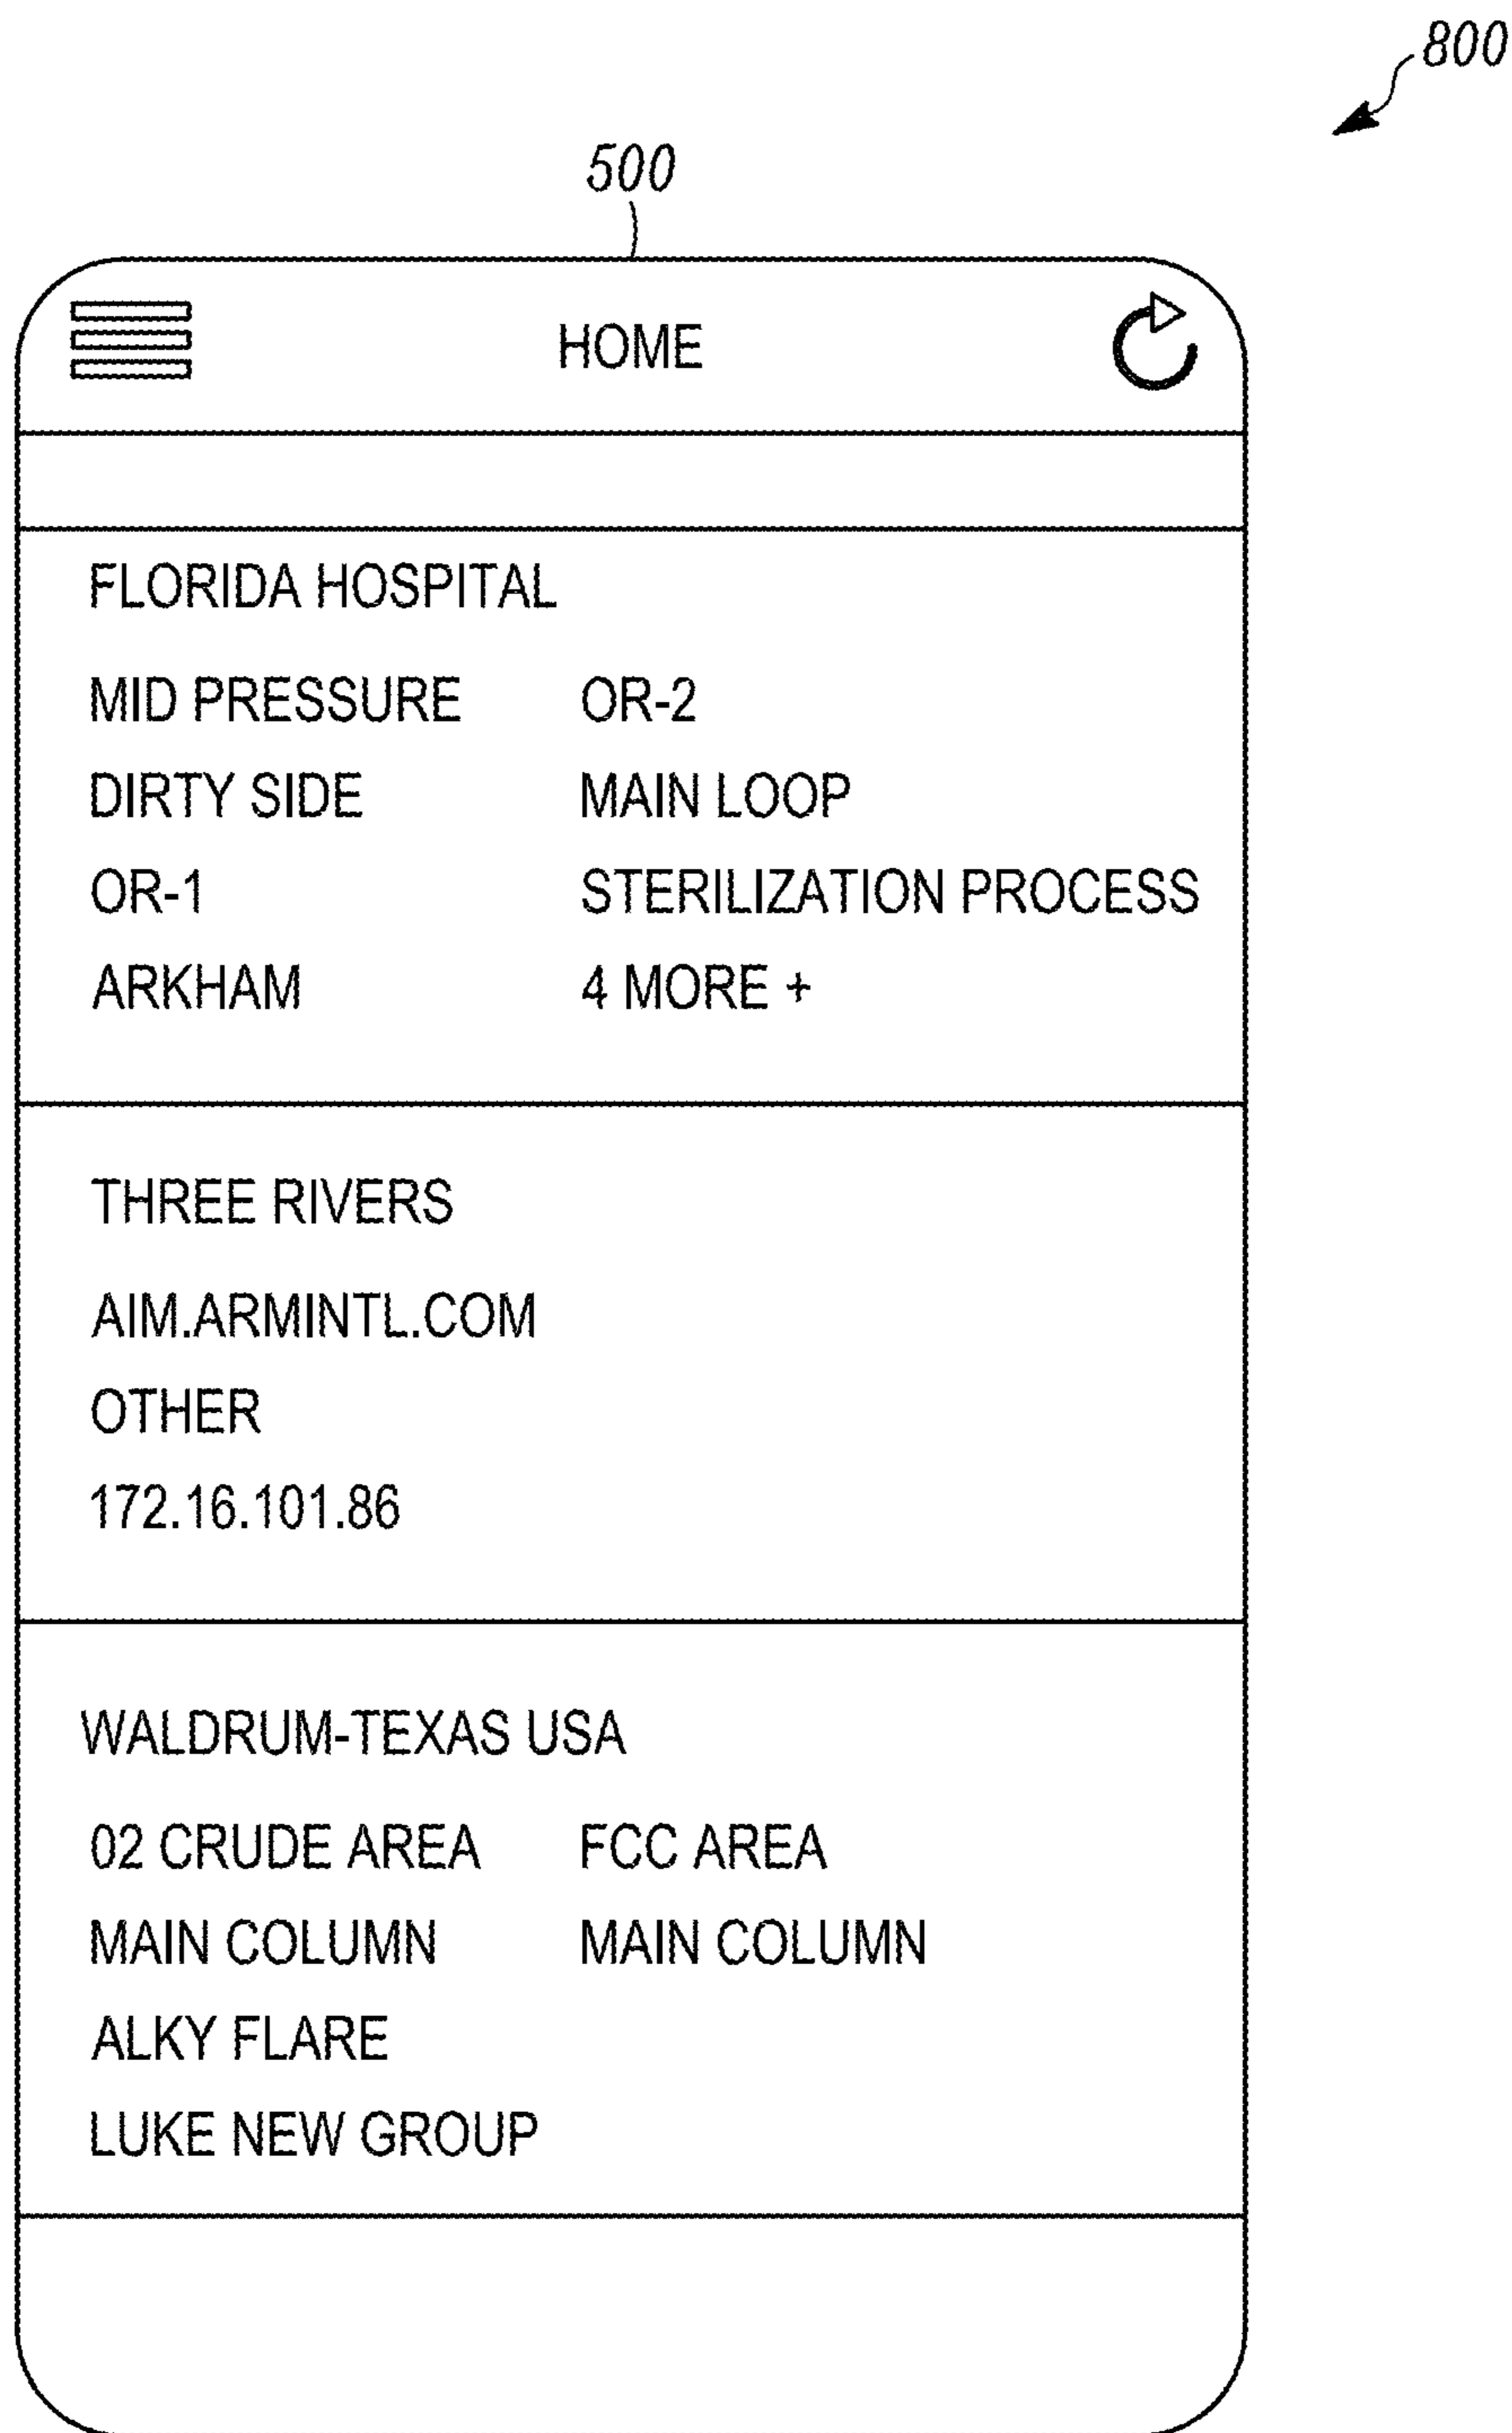 800
500
HOME
FLORIDA HOSPITAL
MID PRESSURE OR-2
DIRTY SIDE MAIN LOOP
OR-1 STERILIZATION PROCESS
ARKHAM 4 MORE +
THREE RIVERS
AIM.ARMINTL.COM
OTHER
172.16.101.86
WALDRUM-TEXAS USA
02 CRUDE AREA FCC AREA
MAIN COLUMN MAIN COLUMN
ALKY FLARE
LUKE NEW GROUP